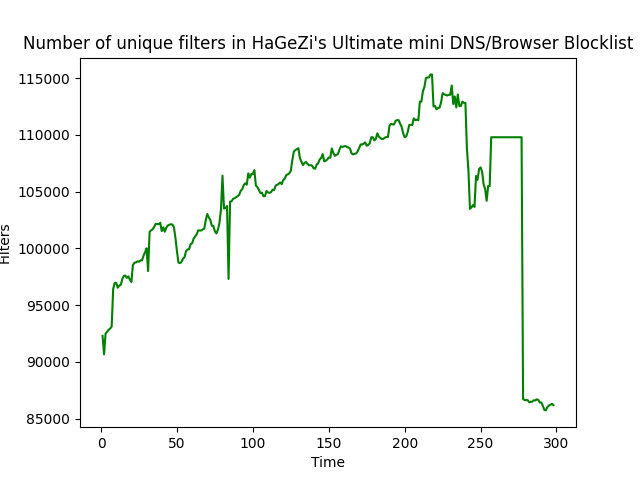 Number of unique filters in HaGeZi's Ultimate mini DNS/Browser Blocklist
115000
110000
105000
100000
95000
90000
85000
Filters
0 50 100 150 200 250 300
Time